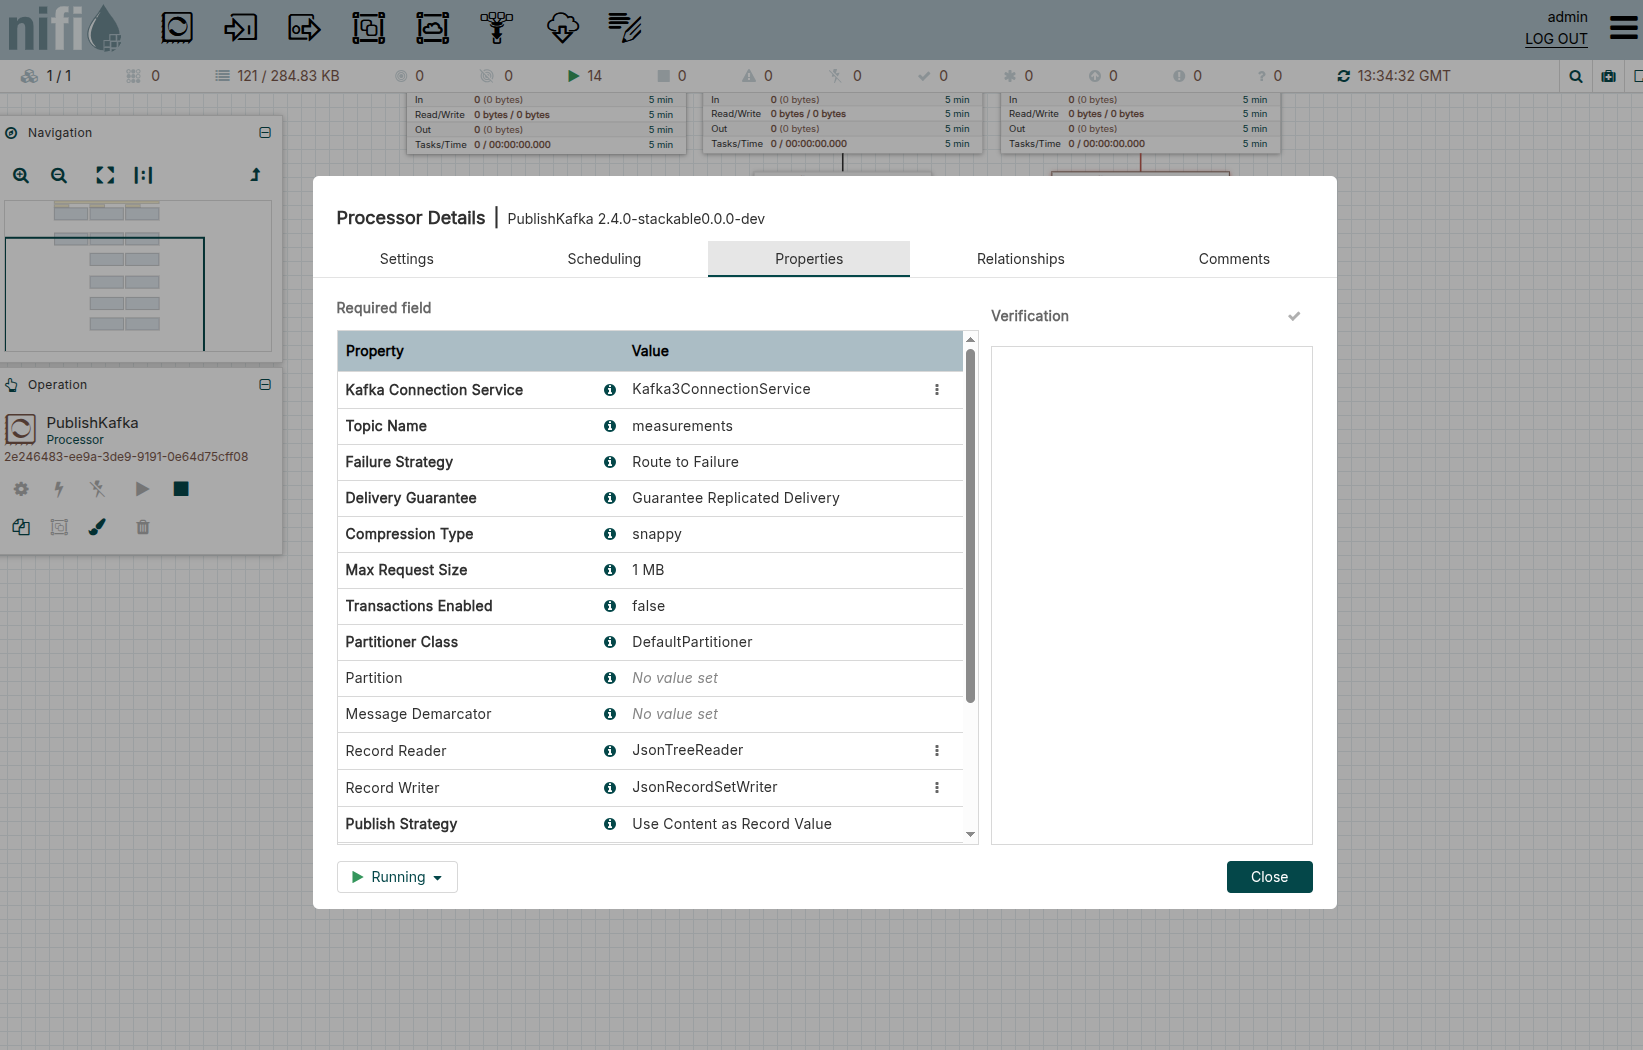 nifi
admin
LOG OUT
1 / 1
0
121 / 284.83 KB
0
0
14
0
0
0
0
0
0
0
0
13:34:32 GMT
In 0 (0 bytes) 5 min
Read/Write 0 bytes / 0 bytes 5 min
Out 0 (0 bytes) 5 min
Tasks/Time 0 / 00:00:00.000 5 min
In 0 (0 bytes) 5 min
Read/Write 0 bytes / 0 bytes 5 min
Out 0 (0 bytes) 5 min
Tasks/Time 0 / 00:00:00.000 5 min
In 0 (0 bytes) 5 min
Read/Write 0 bytes / 0 bytes 5 min
Out 0 (0 bytes) 5 min
Tasks/Time 0 / 00:00:00.000 5 min
Navigation
Operation
PublishKafka
Processor
2e246483-ee9a-3de9-9191-0e64d75cff08
Processor Details | PublishKafka 2.4.0-stackable0.0.0-dev
Settings
Scheduling
Properties
Relationships
Comments
Required field
Property Value
Kafka Connection Service Kafka3ConnectionService
Topic Name measurements
Failure Strategy Route to Failure
Delivery Guarantee Guarantee Replicated Delivery
Compression Type snappy
Max Request Size 1 MB
Transactions Enabled false
Partitioner Class DefaultPartitioner
Partition No value set
Message Demarcator No value set
Record Reader JsonTreeReader
Record Writer JsonRecordSetWriter
Publish Strategy Use Content as Record Value
Verification
Running
Close